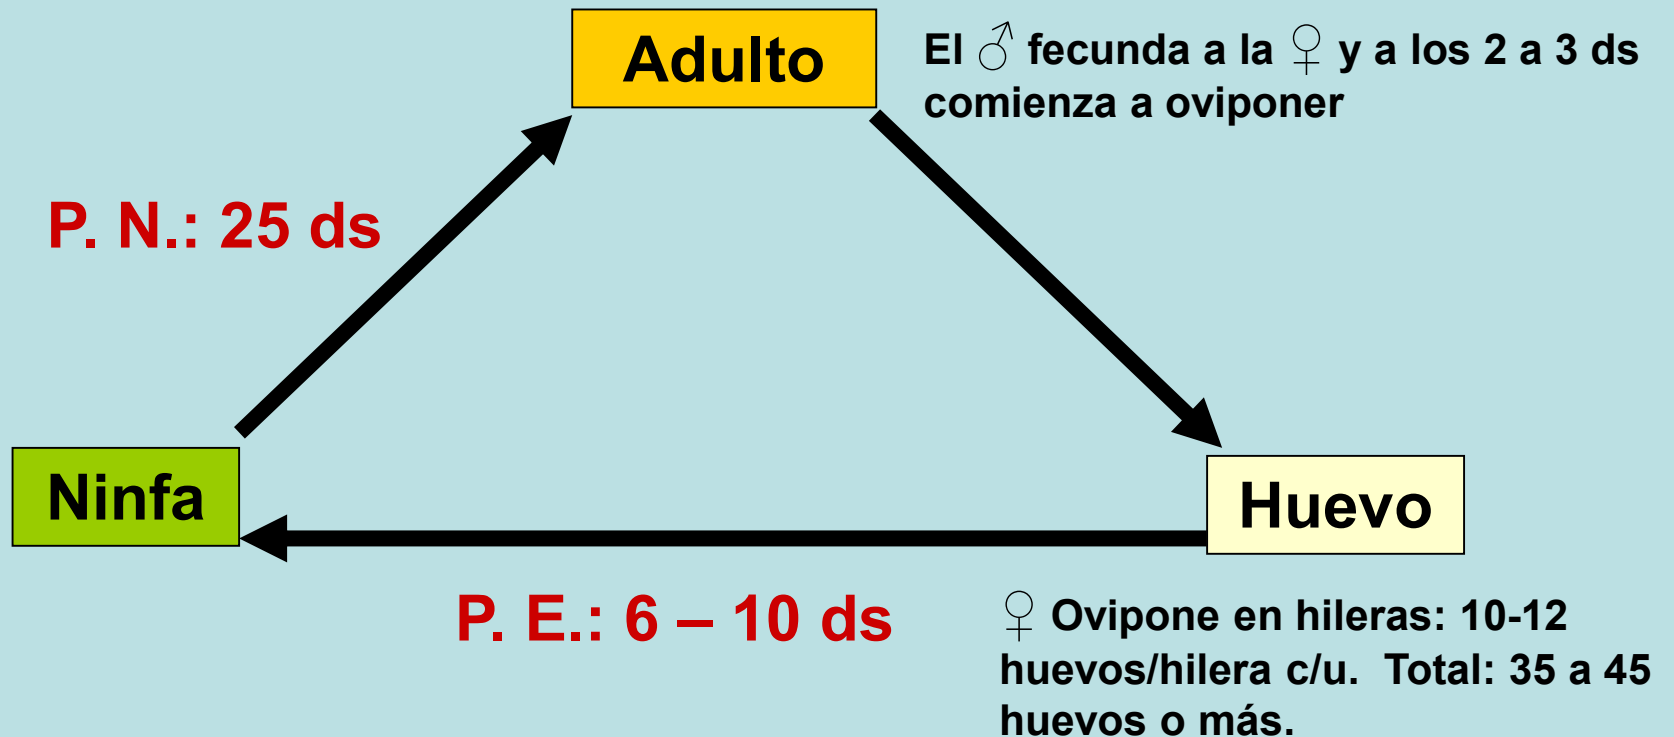 Adulto
El ♂ fecunda a la ♀ y a los 2 a 3 ds
comienza a oviponer
P. N.: 25 ds
Ninfa
Huevo
P. E.: 6 – 10 ds
♀ Ovipone en hileras: 10-12
huevos/hilera c/u. Total: 35 a 45
huevos o más.